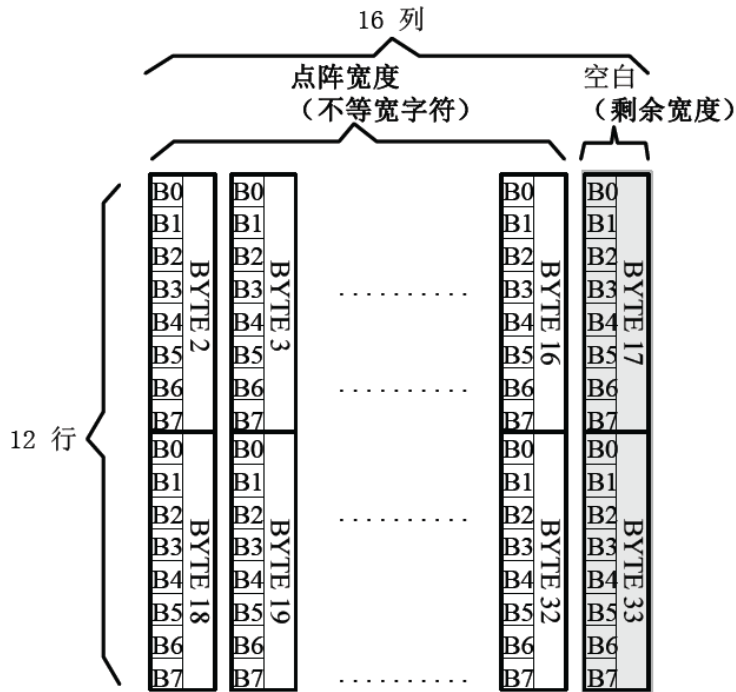 16 列
点阵宽度 空白
（不等宽字符） （剩余宽度）
B0 B0 B0 B0
B1 B1 B1 B1
B2 B2 B2 B2
B3 B3 B3 B3
B4 B4 B4 B4
B5 B5 B5 B5
B6 B6 B6 B6
B7 B7 B7 B7
BYTE 2 BYTE 3 BYTE 16 BYTE 17
..........
..........
12 行
B0 B0 B0 B0
B1 B1 B1 B1
B2 B2 B2 B2
B3 B3 B3 B3
B4 B4 B4 B4
B5 B5 B5 B5
B6 B6 B6 B6
B7 B7 B7 B7
BYTE 18 BYTE 19 BYTE 32 BYTE 33
..........
..........